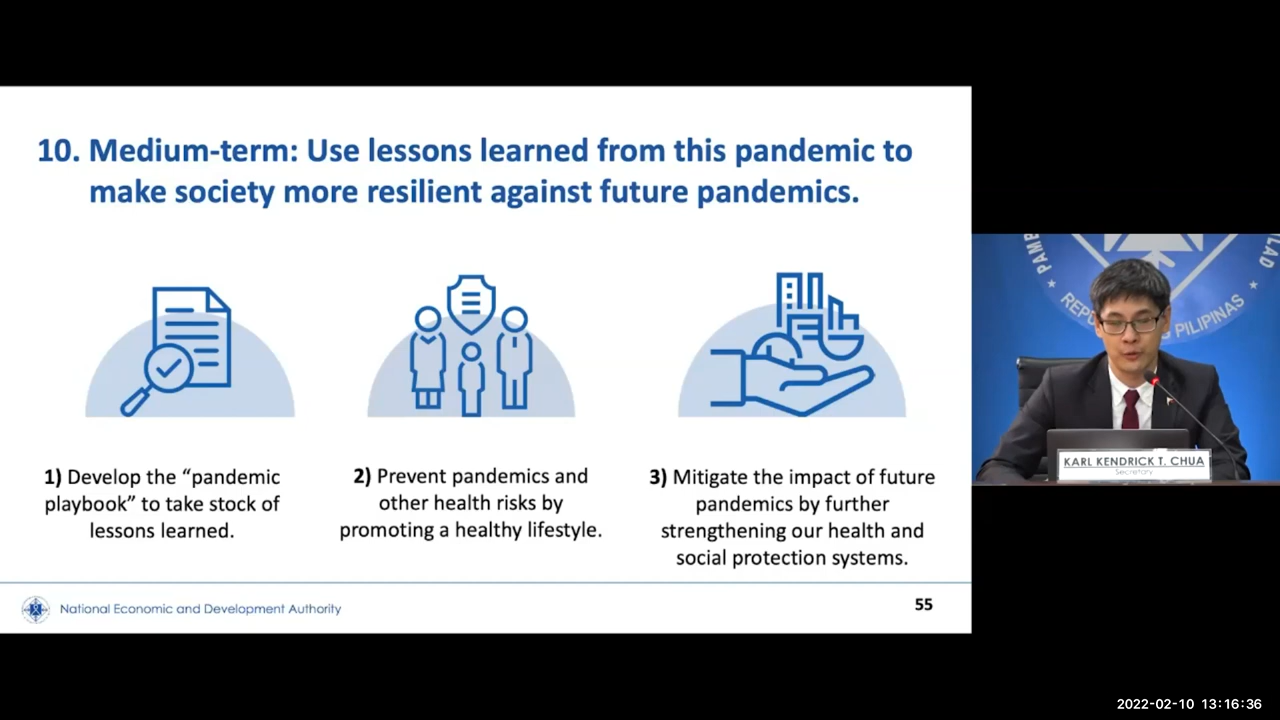 10. Medium-term: Use lessons learned from this pandemic to
make society more resilient against future pandemics.
1) Develop the “pandemic
playbook” to take stock of
lessons learned.
2) Prevent pandemics and
other health risks by
promoting a healthy lifestyle.
3) Mitigate the impact of future
pandemics by further
strengthening our health and
social protection systems.
National Economic and Development Authority
55
PILIPINAS
KARL KENDRICK T. CHUA
Secretary
2022-02-10 13:16:36